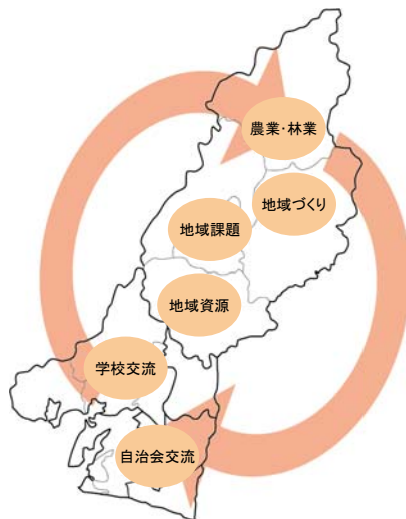 農業・林業
地域づくり
地域課題
地域資源
学校交流
自治会交流